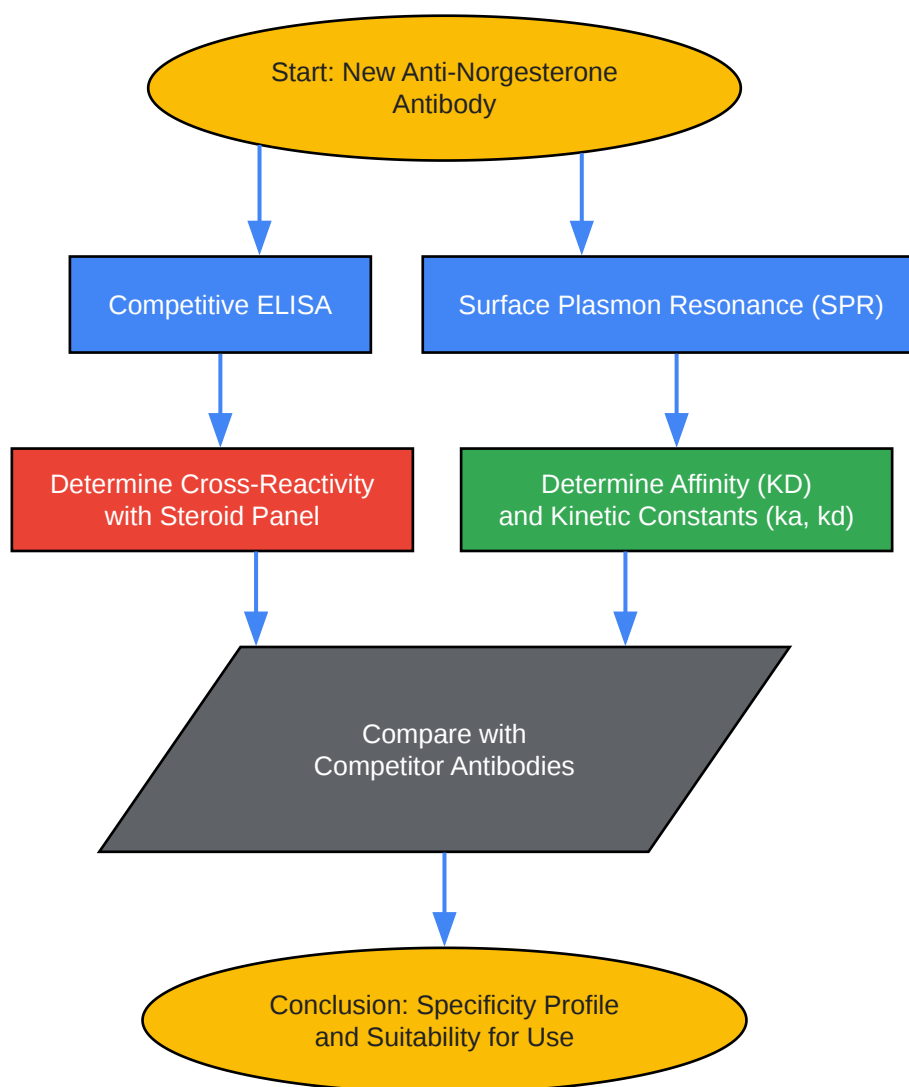 Start: New Anti-Norgesterone
Antibody
Competitive ELISA
Surface Plasmon Resonance (SPR)
Determine Cross-Reactivity
with Steroid Panel
Determine Affinity (KD)
and Kinetic Constants (ka, kd)
Compare with
Competitor Antibodies
Conclusion: Specificity Profile
and Suitability for Use